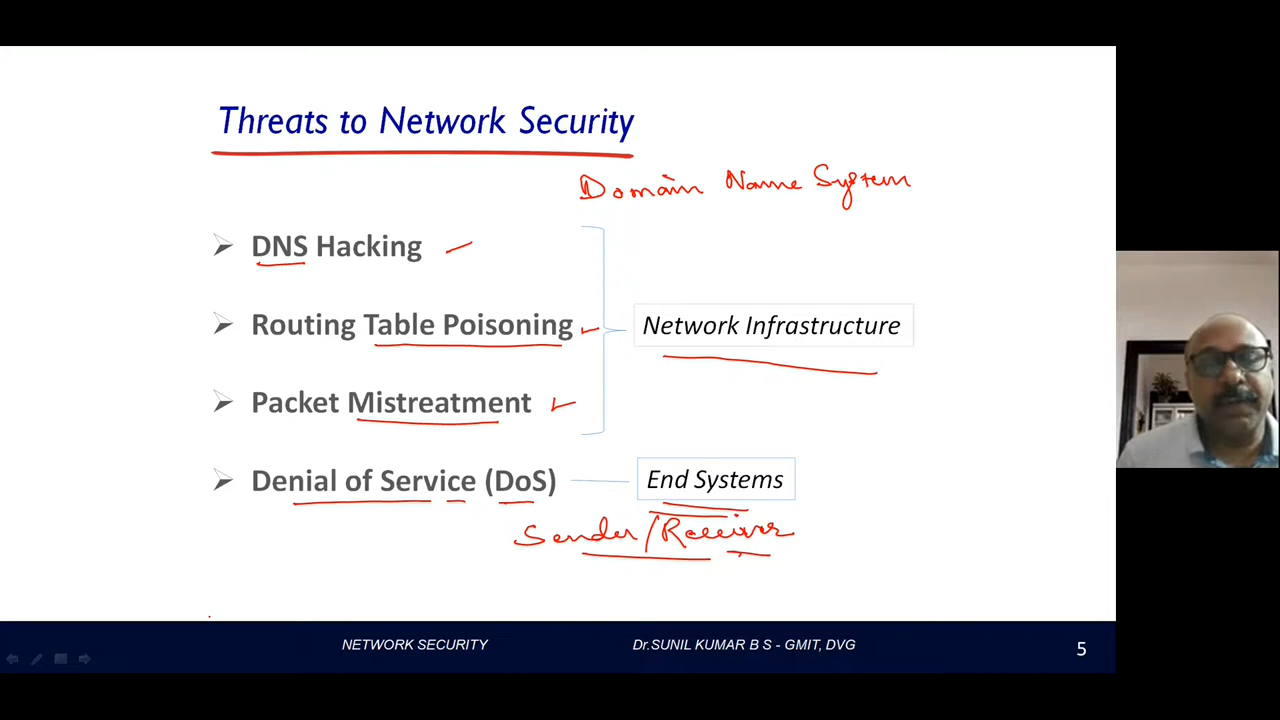 Threats to Network Security
Domain Name System
DNS Hacking
Routing Table Poisoning
Network Infrastructure
Packet Mistreatment
Denial of Service (DoS)
End Systems
Sender/Receiver
NETWORK SECURITY
Dr.SUNIL KUMAR B S - GMIT, DVG
5